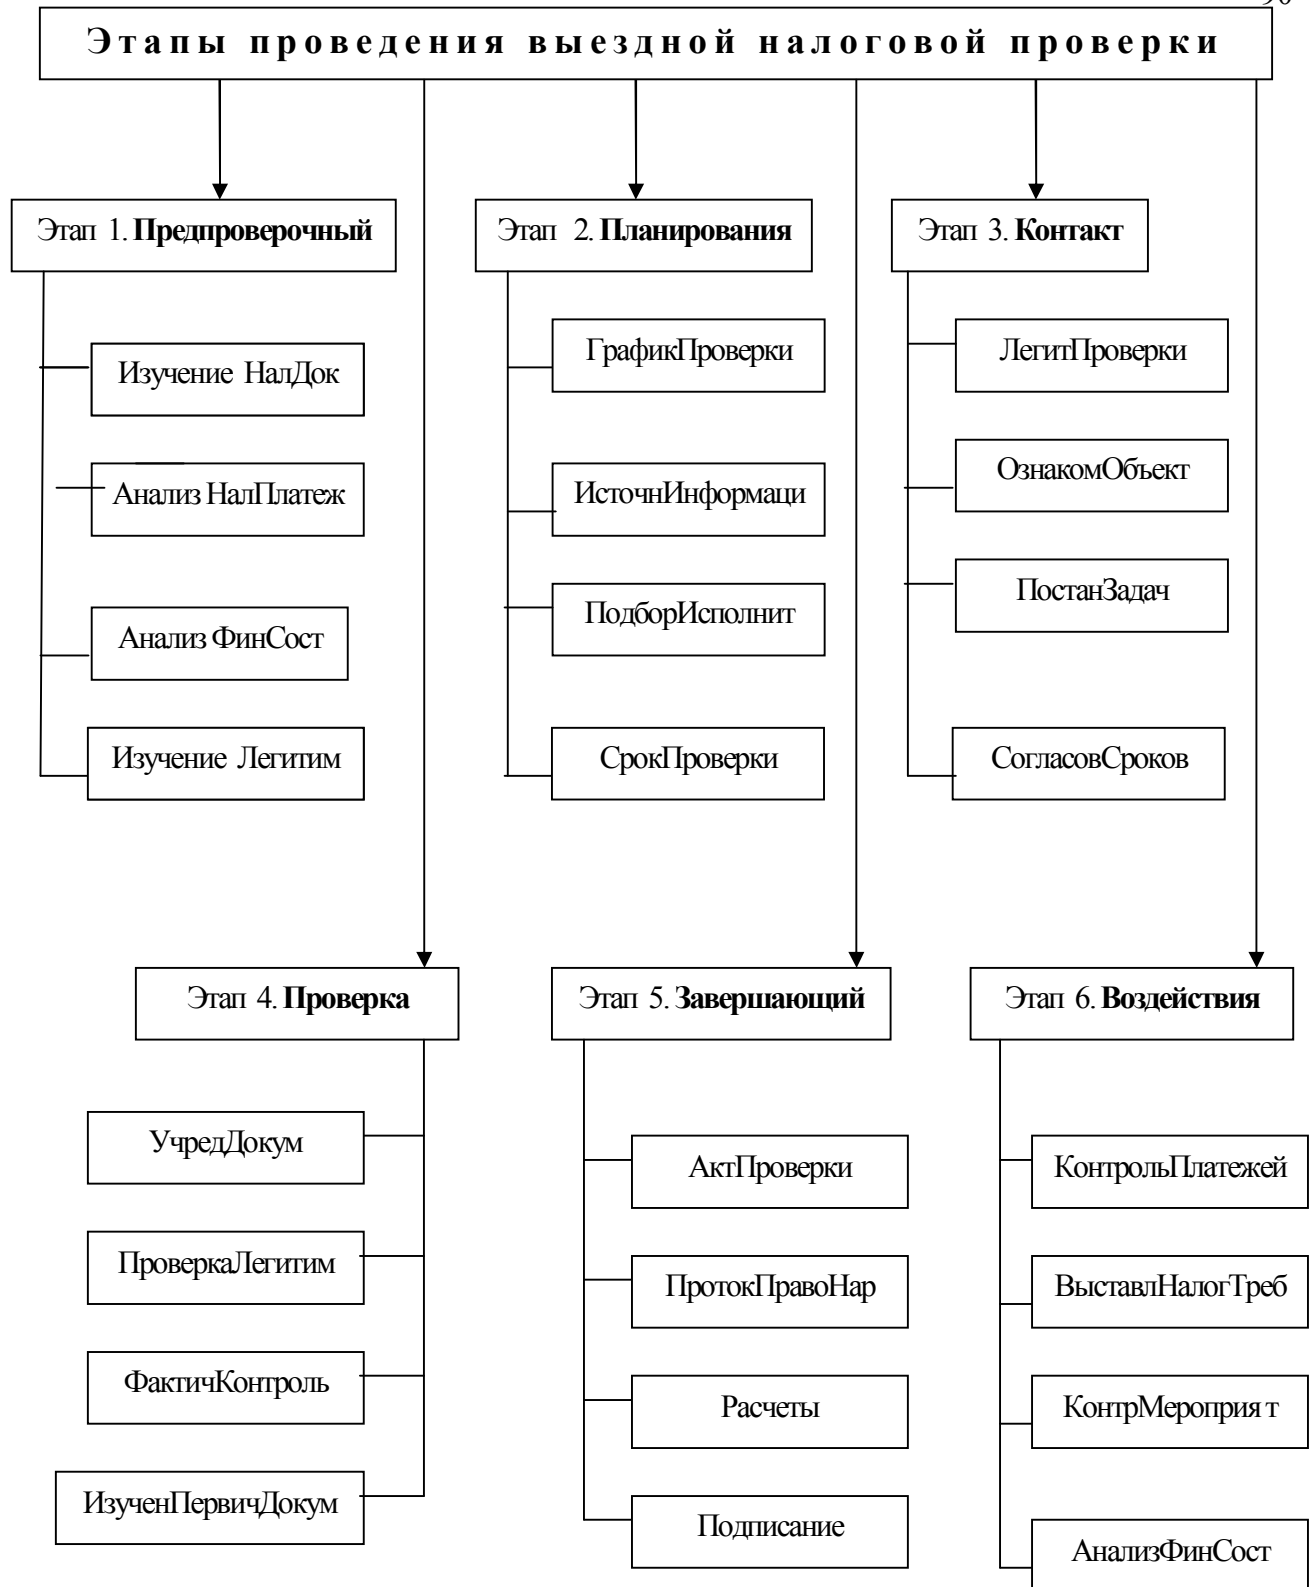 Этапы проведения выездной налоговой проверки
Этап 1. Предпроверочный
Изучение НалДок
Анализ НалПлатеж
Анализ ФинСост
Изучение Легитим
Этап 2. Планирования
ГрафикПроверки
ИсточнИнформаци
ПодборИсполнит
СрокПроверки
Этап 3. Контакт
ЛегитПроверки
ОзнакомОбъект
ПостанЗадач
СогласовСроков
Этап 4. Проверка
УчредДокум
ПроверкаЛегитим
ФактичКонтроль
ИзученПервичДокум
Этап 5. Завершающий
АктПроверки
ПротокПравоНар
Расчеты
Подписание
Этап 6. Воздействия
КонтрольПлатежей
ВыставлНалогТреб
КонтрМероприя т
АнализФинСост